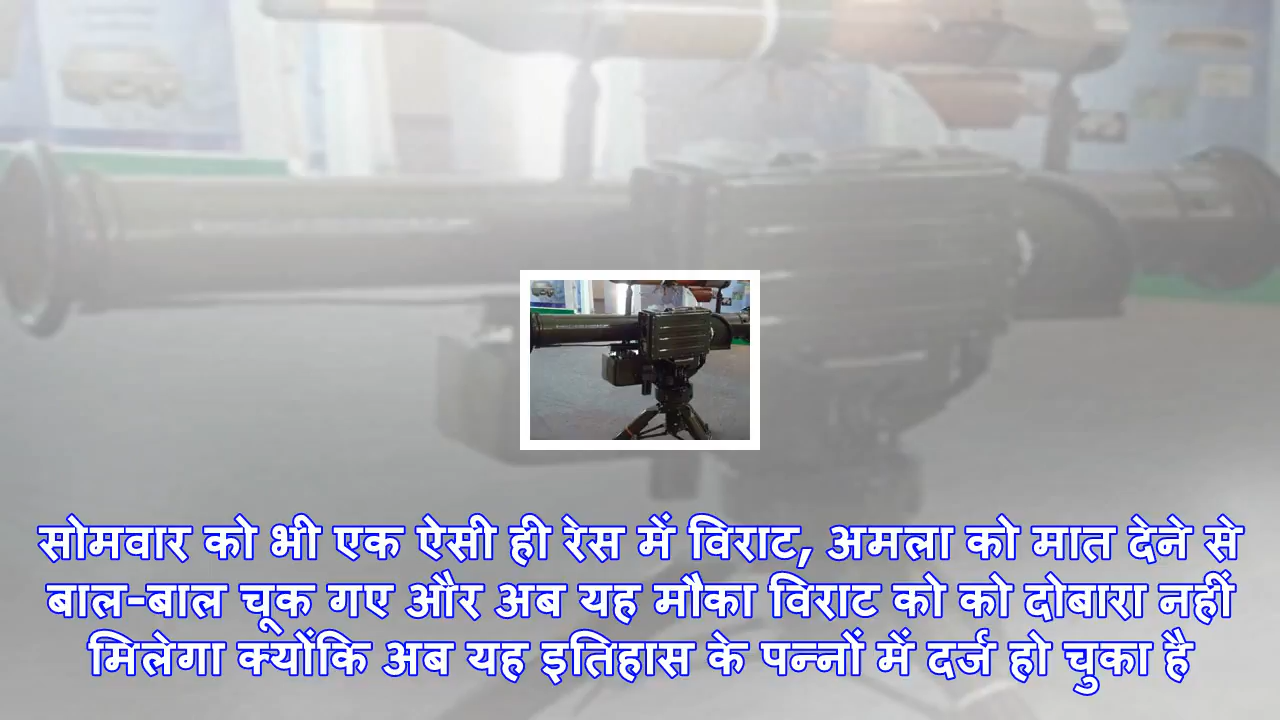 सोमवार को भी एक ऐसी ही रेस में विराट, अमला को मात देने से
बाल-बाल चूक गए और अब यह मौका विराट को को दोबारा नहीं
मिलेगा क्योंकि अब यह इतिहास के पन्नों में दर्ज हो चुका है